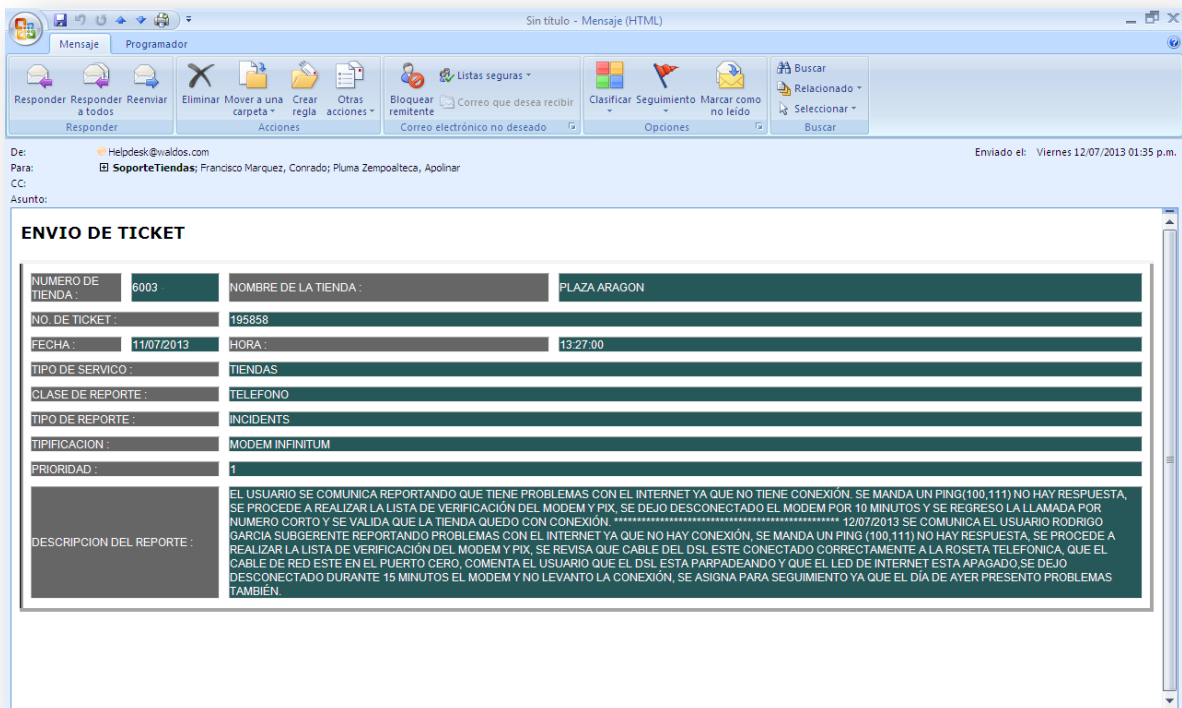 Sin título - Mensaje (HTML)
Mensaje Programador
Responder Responder a todos Reenviar
Responder
Eliminar Mover a una carpeta Crear regla Otras acciones
Acciones
Bloquear remitente Listas seguras Correo que desea recibir
Correo electrónico no deseado
Clasificar Seguimiento Marcar como no leído
Opciones
Buscar
Relacionado
Seleccionar
Buscar
De: Helpdesk@waldos.com Enviado el: Viernes 12/07/2013 01:35 p.m.
Para: SoporteTiendas; Francisco Marquez, Conrado; Pluma Zempoalteca, Apolinar
CC:
Asunto:
ENVIO DE TICKET
NUMERO DE TIENDA : 6003 NOMBRE DE LA TIENDA : PLAZA ARAGON
NO. DE TICKET : 195858
FECHA : 11/07/2013 HORA : 13:27:00
TIPO DE SERVICO : TIENDAS
CLASE DE REPORTE : TELEFONO
TIPO DE REPORTE : INCIDENTS
TIPIFICACION : MODEM INFINITUM
PRIORIDAD : 1
DESCRIPCION DEL REPORTE :
EL USUARIO SE COMUNICA REPORTANDO QUE TIENE PROBLEMAS CON EL INTERNET YA QUE NO TIENE CONEXIÓN. SE MANDA UN PING(100,111) NO HAY RESPUESTA,
SE PROCEDE A REALIZAR LA LISTA DE VERIFICACIÓN DEL MODEM Y PIX, SE DEJO DESCONECTADO EL MODEM POR 10 MINUTOS Y SE REGRESO LA LLAMADA POR
NUMERO CORTO Y SE VALIDA QUE LA TIENDA QUEDO CON CONEXIÓN. ************************************************* 12/07/2013 SE COMUNICA EL USUARIO RODRIGO
GARCIA SUBGERENTE REPORTANDO PROBLEMAS CON EL INTERNET YA QUE NO HAY CONEXIÓN, SE MANDA UN PING (100,111) NO HAY RESPUESTA, SE PROCEDE A
REALIZAR LA LISTA DE VERIFICACIÓN DEL MODEM Y PIX, SE REVISA QUE CABLE DEL DSL ESTE CONECTADO CORRECTAMENTE A LA ROSETA TELEFONICA, QUE EL
CABLE DE RED ESTE EN EL PUERTO CERO, COMENTA EL USUARIO QUE EL DSL ESTA PARPADEANDO Y QUE EL LED DE INTERNET ESTA APAGADO,SE DEJO
DESCONECTADO DURANTE 15 MINUTOS EL MODEM Y NO LEVANTO LA CONEXIÓN, SE ASIGNA PARA SEGUIMIENTO YA QUE EL DÍA DE AYER PRESENTO PROBLEMAS
TAMBIÉN.